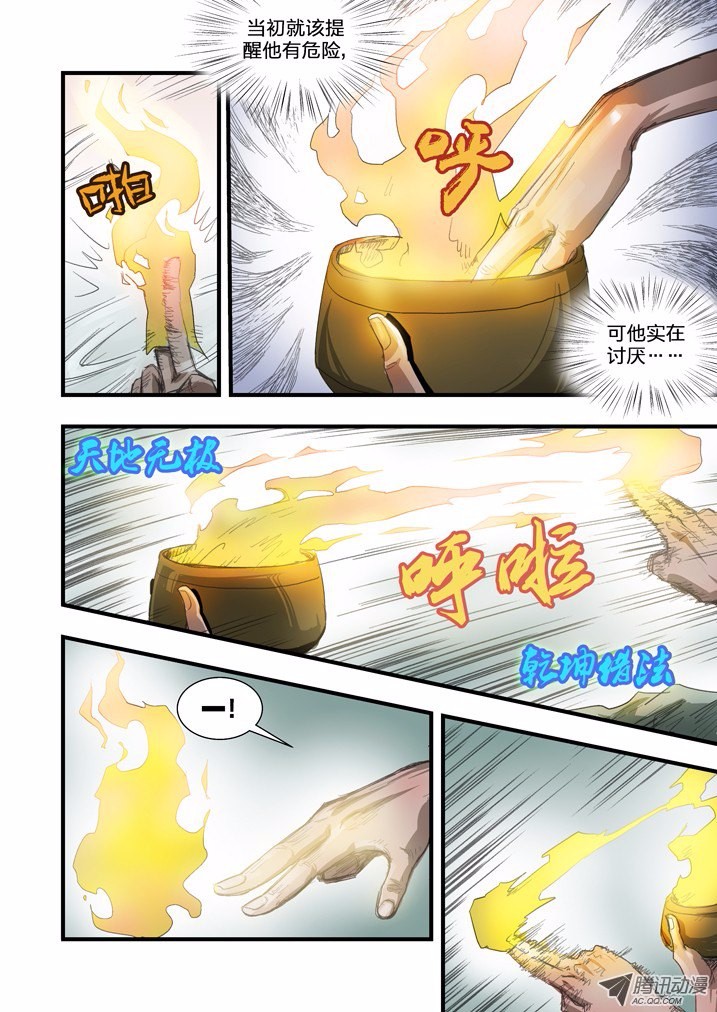 当初就该提
醒他有危险,
啪
呼
可他实在
讨厌……
天地无极
呼啦
乾坤借法
一!
腾讯动漫
AC.QQ.COM